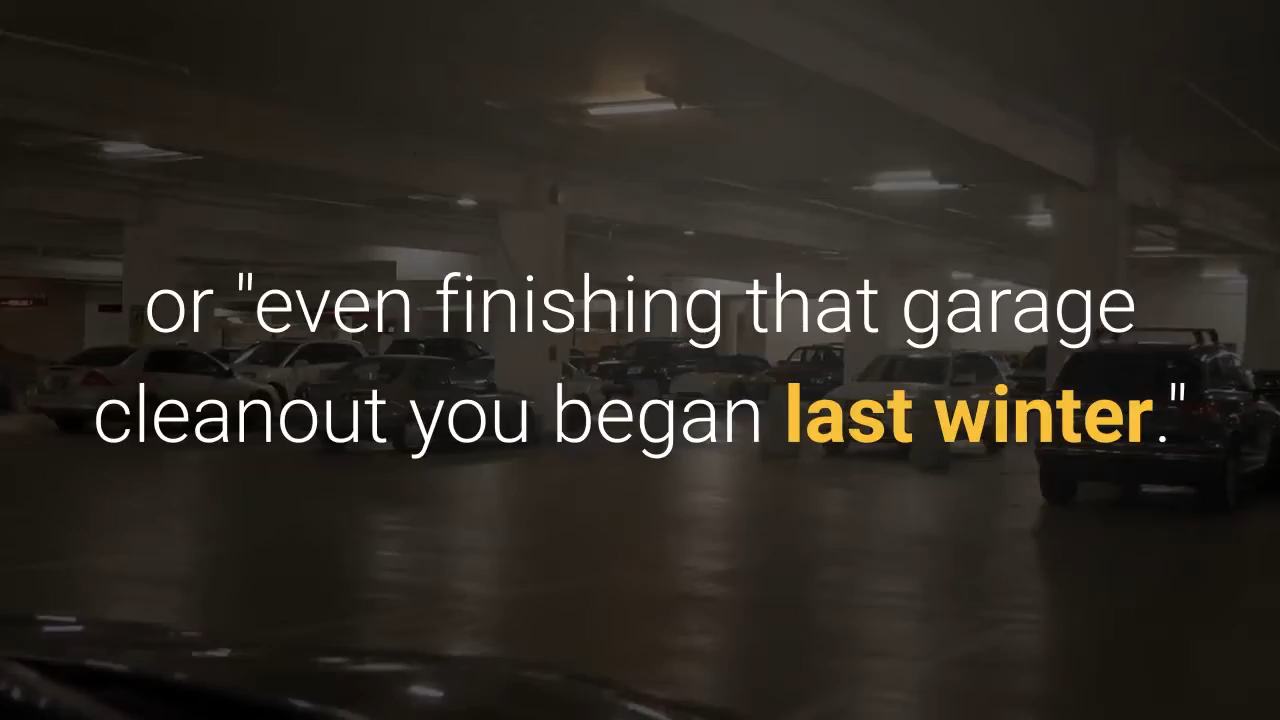 or "even finishing that garage
cleanout you began last winter."